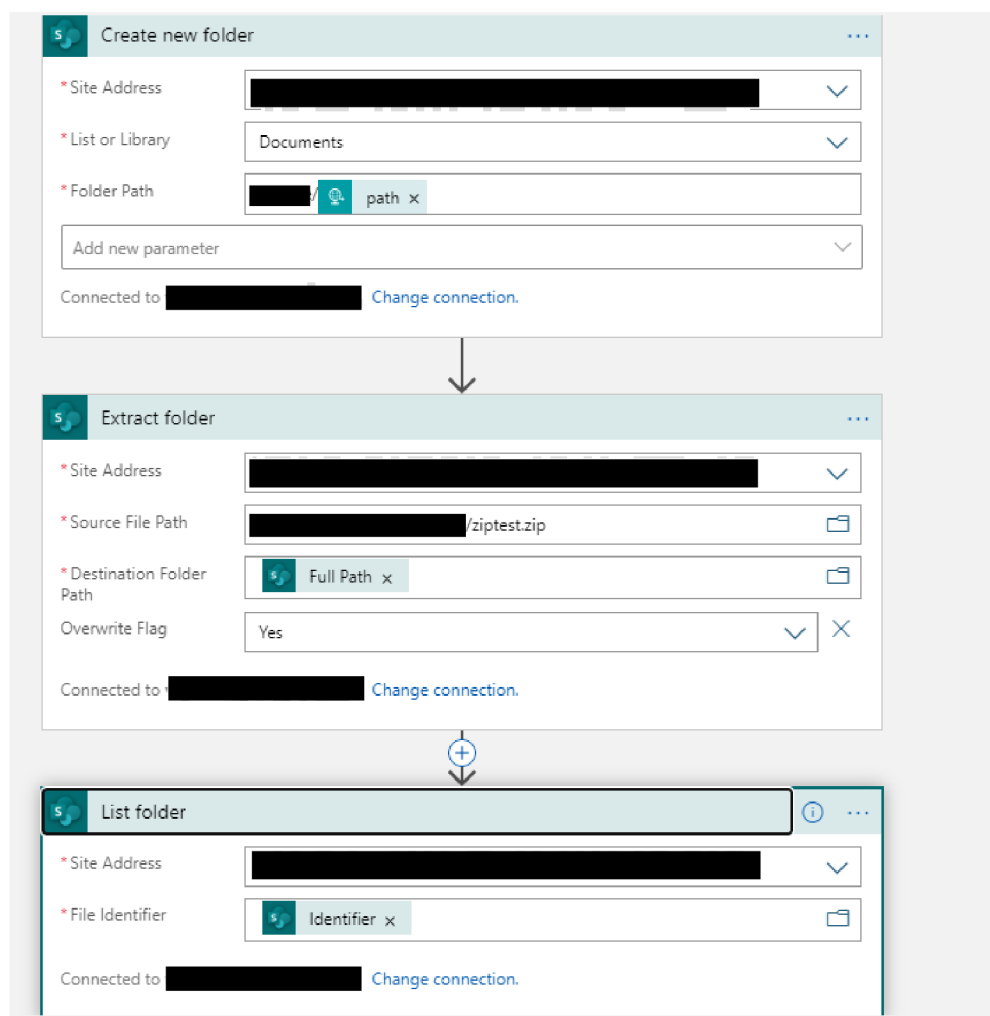 Create new folder
* Site Address
* List or Library Documents
* Folder Path / path ×
Add new parameter
Connected to Change connection.
Extract folder
* Site Address
* Source File Path /ziptest.zip
* Destination Folder Path Full Path ×
Overwrite Flag Yes
Connected to Change connection.
List folder
* Site Address
* File Identifier Identifier ×
Connected to Change connection.